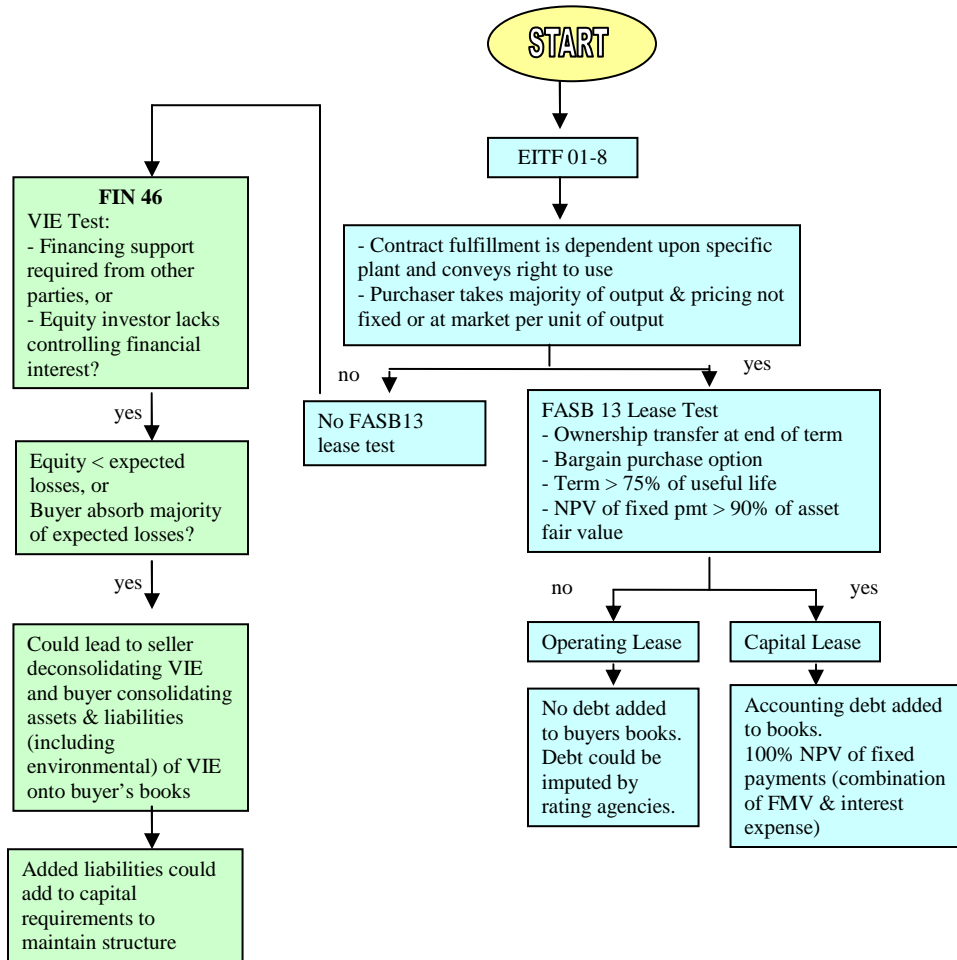 START
EITF 01-8
- Contract fulfillment is dependent upon specific
plant and conveys right to use
- Purchaser takes majority of output & pricing not
fixed or at market per unit of output
no
yes
No FASB13
lease test
FASB 13 Lease Test
- Ownership transfer at end of term
- Bargain purchase option
- Term > 75% of useful life
- NPV of fixed pmt > 90% of asset
fair value
no
yes
Operating Lease
Capital Lease
No debt added
to buyers books.
Debt could be
imputed by
rating agencies.
Accounting debt added
to books.
100% NPV of fixed
payments (combination
of FMV & interest
expense)
FIN 46
VIE Test:
- Financing support
required from other
parties, or
- Equity investor lacks
controlling financial
interest?
yes
Equity < expected
losses, or
Buyer absorb majority
of expected losses?
yes
Could lead to seller
deconsolidating VIE
and buyer consolidating
assets & liabilities
(including
environmental) of VIE
onto buyer's books
Added liabilities could
add to capital
requirements to
maintain structure